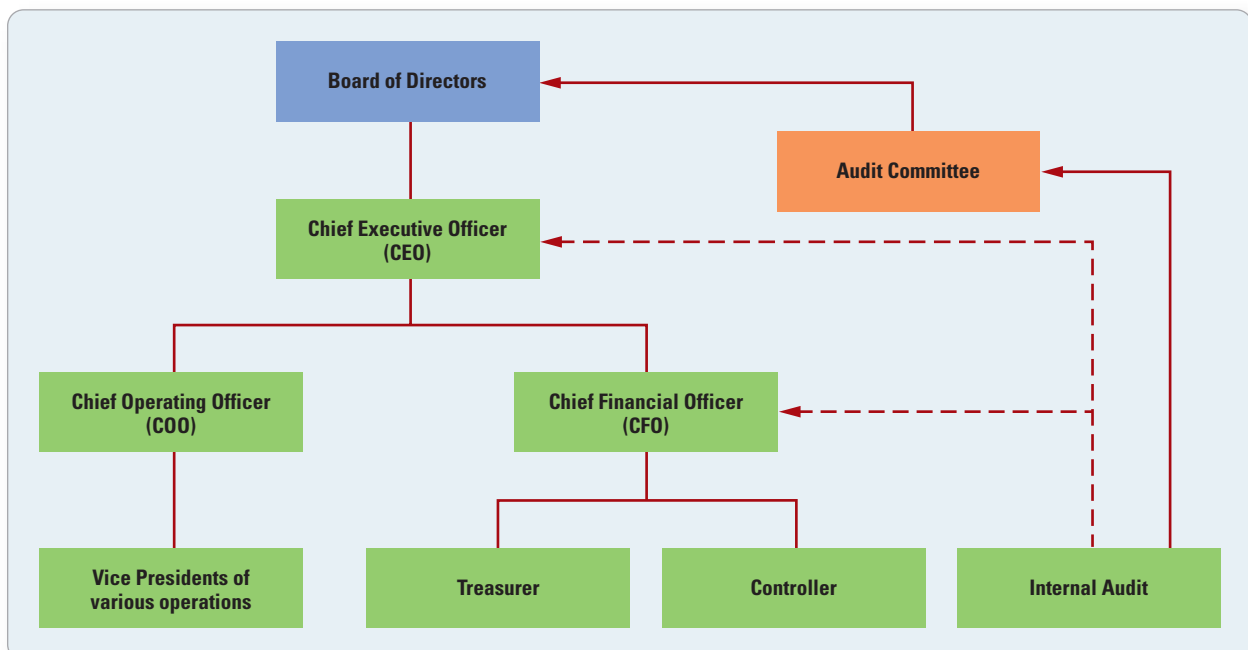 Board of Directors
Audit Committee
Chief Executive Officer
(CEO)
Chief Operating Officer
(COO)
Chief Financial Officer
(CFO)
Vice Presidents of
various operations
Treasurer
Controller
Internal Audit